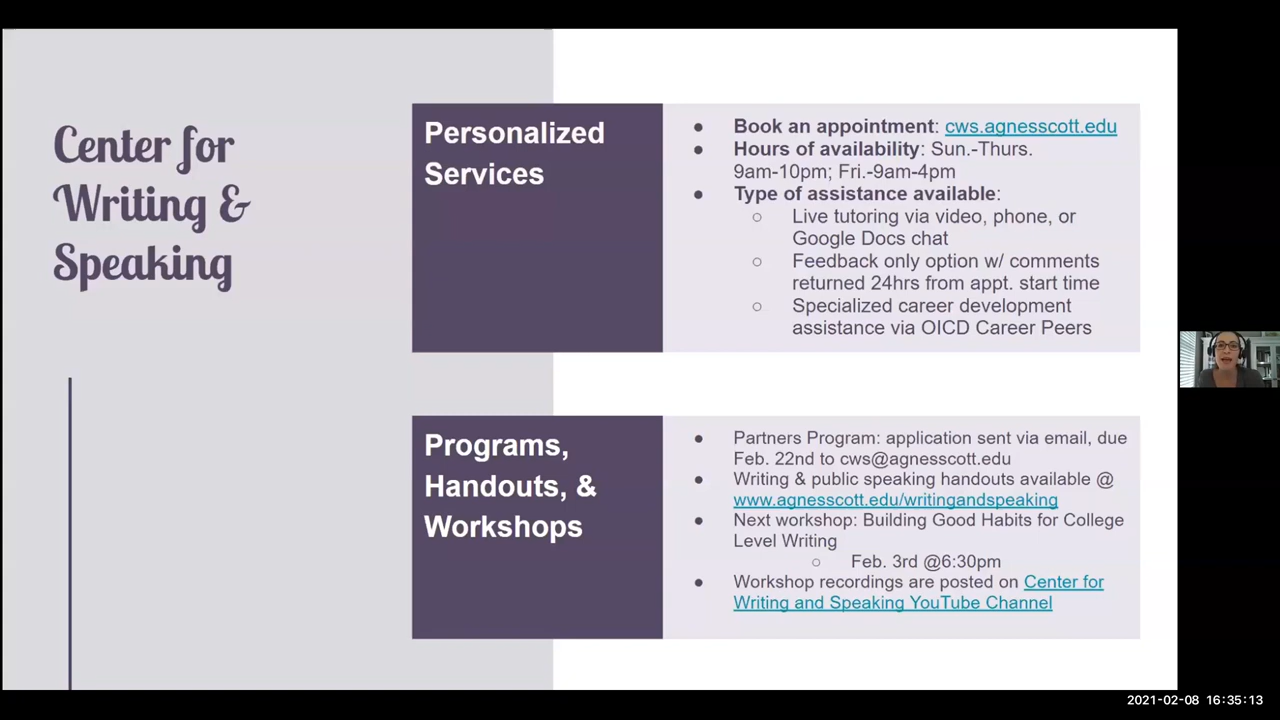 Center for
Writing &
Speaking
Personalized
Services
● Book an appointment: cws.agnesscott.edu
● Hours of availability: Sun.-Thurs.
9am-10pm; Fri.-9am-4pm
● Type of assistance available:
○ Live tutoring via video, phone, or
Google Docs chat
○ Feedback only option w/ comments
returned 24hrs from appt. start time
○ Specialized career development
assistance via OICD Career Peers
Programs,
Handouts, &
Workshops
● Partners Program: application sent via email, due
Feb. 22nd to cws@agnesscott.edu
● Writing & public speaking handouts available @
www.agnesscott.edu/writingandspeaking
● Next workshop: Building Good Habits for College
Level Writing
○ Feb. 3rd @6:30pm
● Workshop recordings are posted on Center for
Writing and Speaking YouTube Channel
2021-02-08 16:35:13